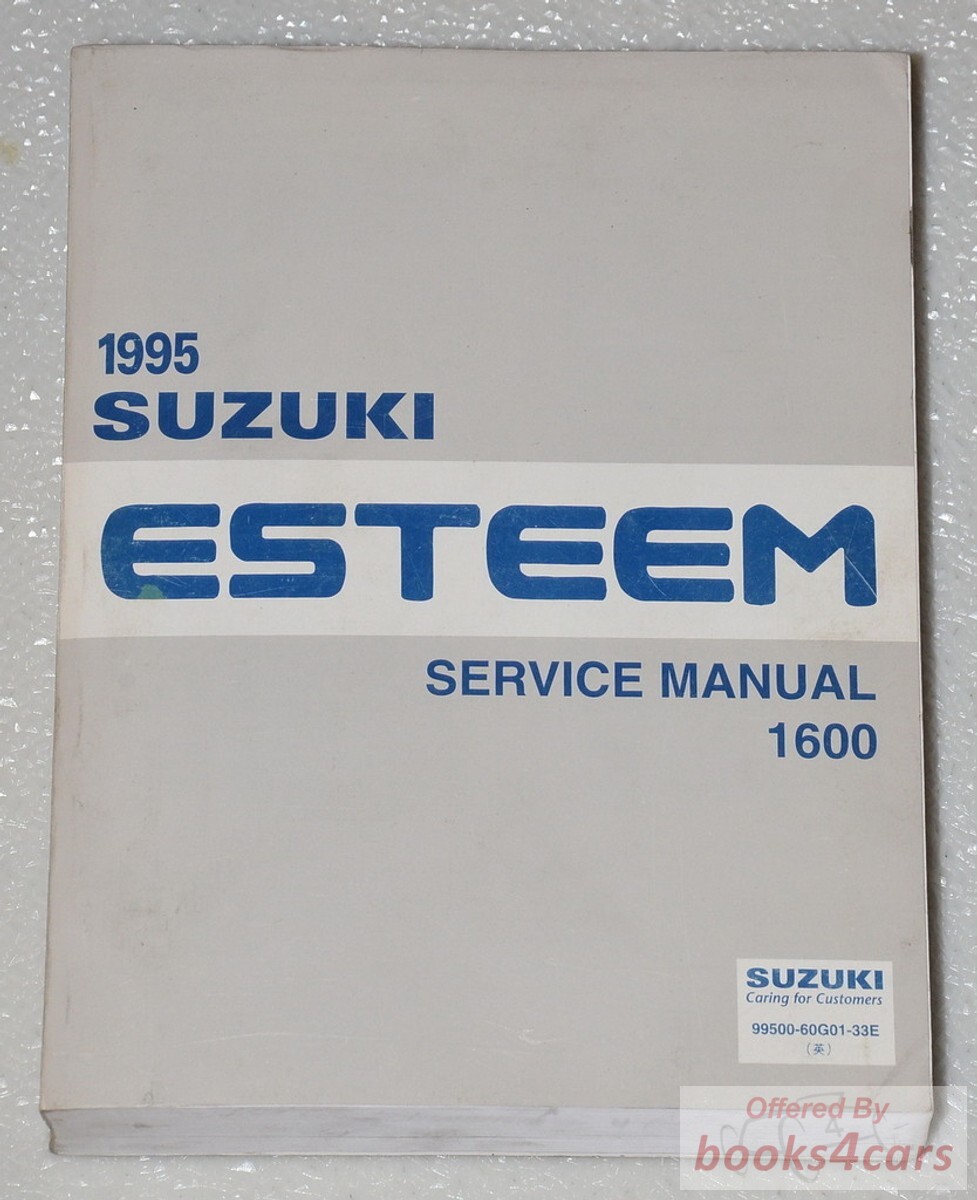 1995
SUZUKI
ESTEEM
SERVICE MANUAL
1600
SUZUKI
Caring for Customers
99500-60G01-33E
(英)
Offered By
books4cars